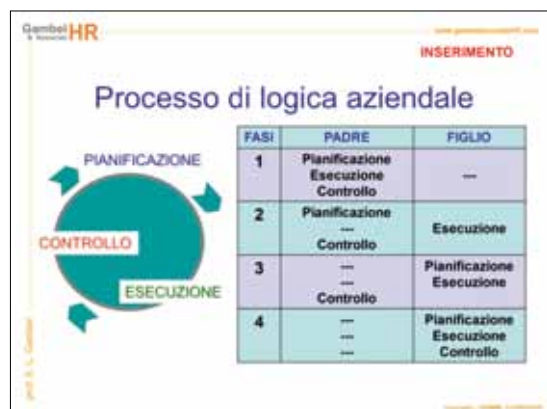 Gambel HR
INSERIMENTO
Processo di logica aziendale
PIANIFICAZIONE
CONTROLLO
ESECUZIONE
FASI PADRE FIGLIO
1 Pianificazione
Esecuzione ---
Controllo
2 Pianificazione
--- Esecuzione
Controllo
3 --- Pianificazione
--- Esecuzione
Controllo
4 --- Pianificazione
--- Esecuzione
--- Controllo